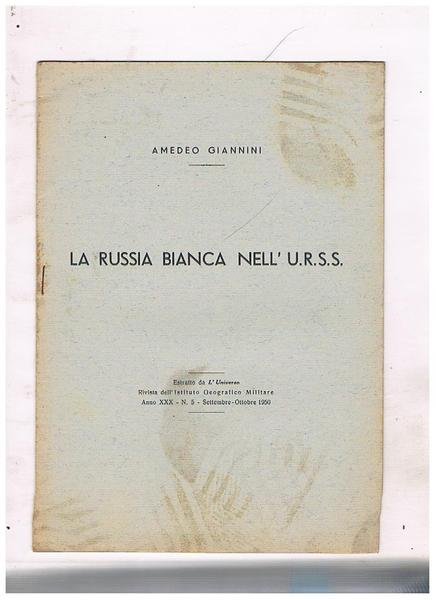 AMEDEO GIANNINI
LA RUSSIA BIANCA NELL' U.R.S.S.
Estratto da L'Universo
Rivista dell'Istituto Geografico Militare
Anno XXX - N. 5 - Settembre-Ottobre 1950